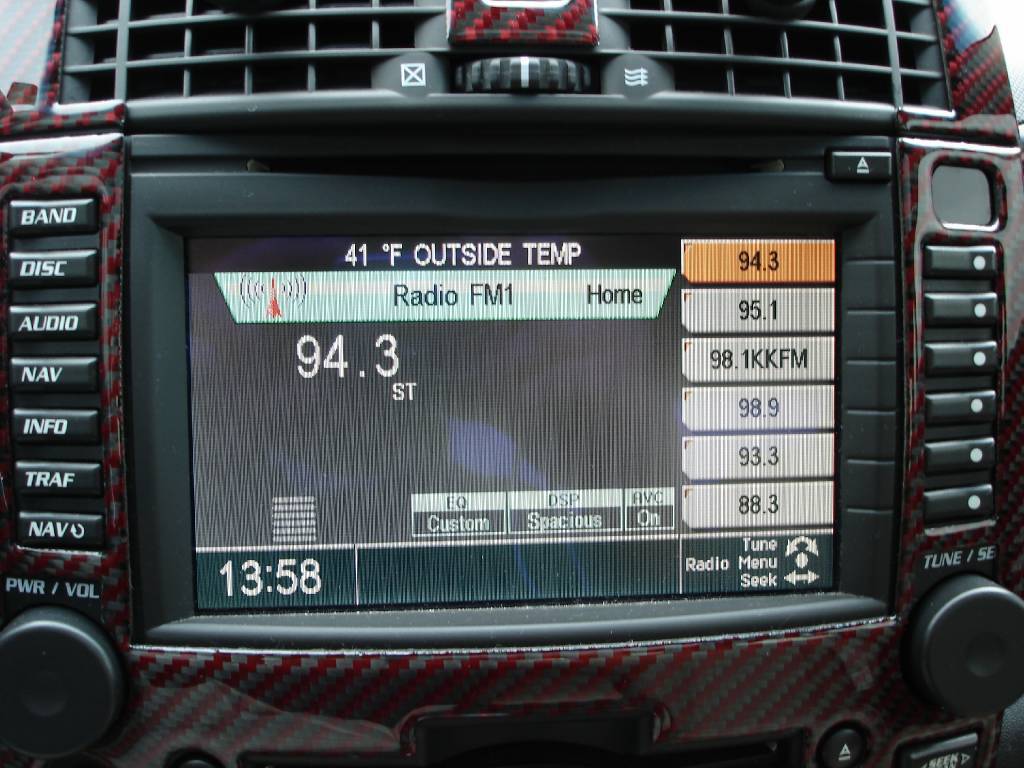 BAND
DISC
AUDIO
NAV
INFO
TRAF
NAV
PWR / VOL
41 °F OUTSIDE TEMP
Radio FM1 Home
94.3
ST
EQ DSP AVC
Custom Spacious On
13:58
94.3
95.1
98.1KKFM
98.9
93.3
88.3
Tune
Radio Menu
Seek
TUNE / SE
SEEK